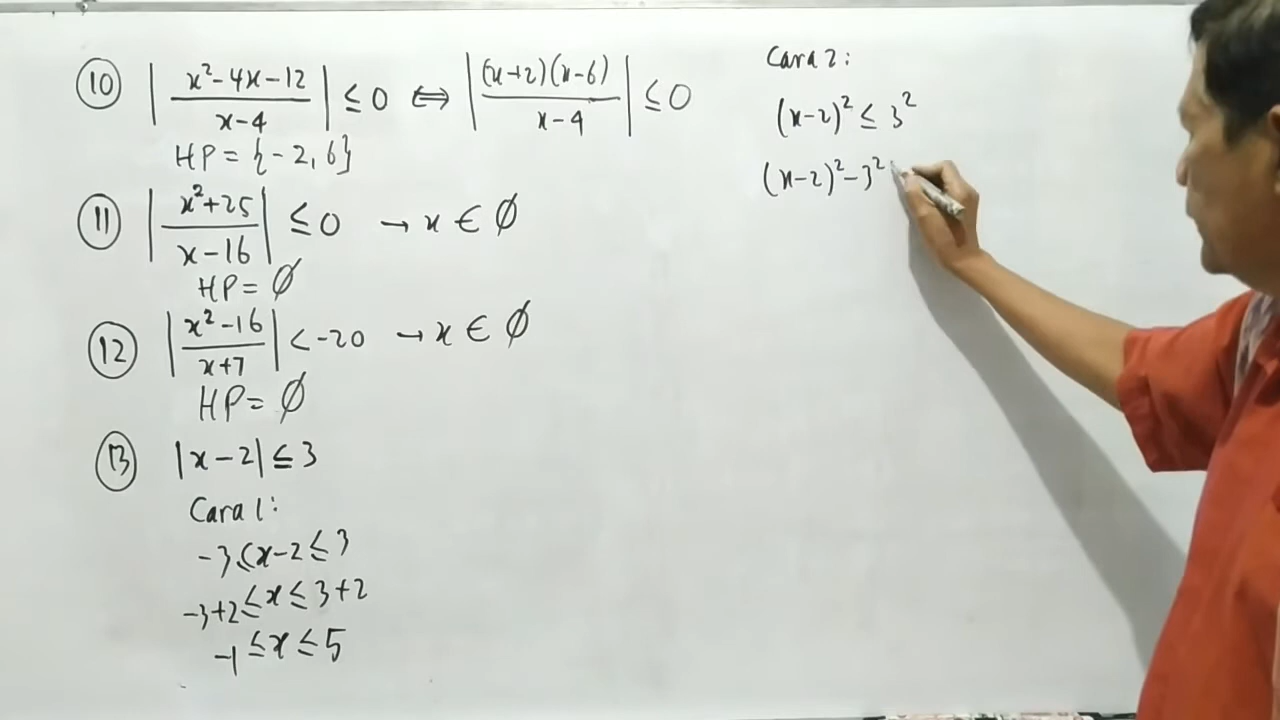 ⑩ |x²-4x-12 / x-4| ≤ 0 ⇔ |(x+2)(x-6) / x-4| ≤ 0
HP = {-2, 6}
⑪ |x²+25 / x-16| ≤ 0 → x ∈ ∅
HP = ∅
⑫ |x²-16 / x+7| < -20 → x ∈ ∅
HP = ∅
⑬ |x-2| ≤ 3
Cara 1:
-3 ≤ x-2 ≤ 3
-3+2 ≤ x ≤ 3+2
-1 ≤ x ≤ 5
Cara 2:
(x-2)² ≤ 3²
(x-2)² - 3²